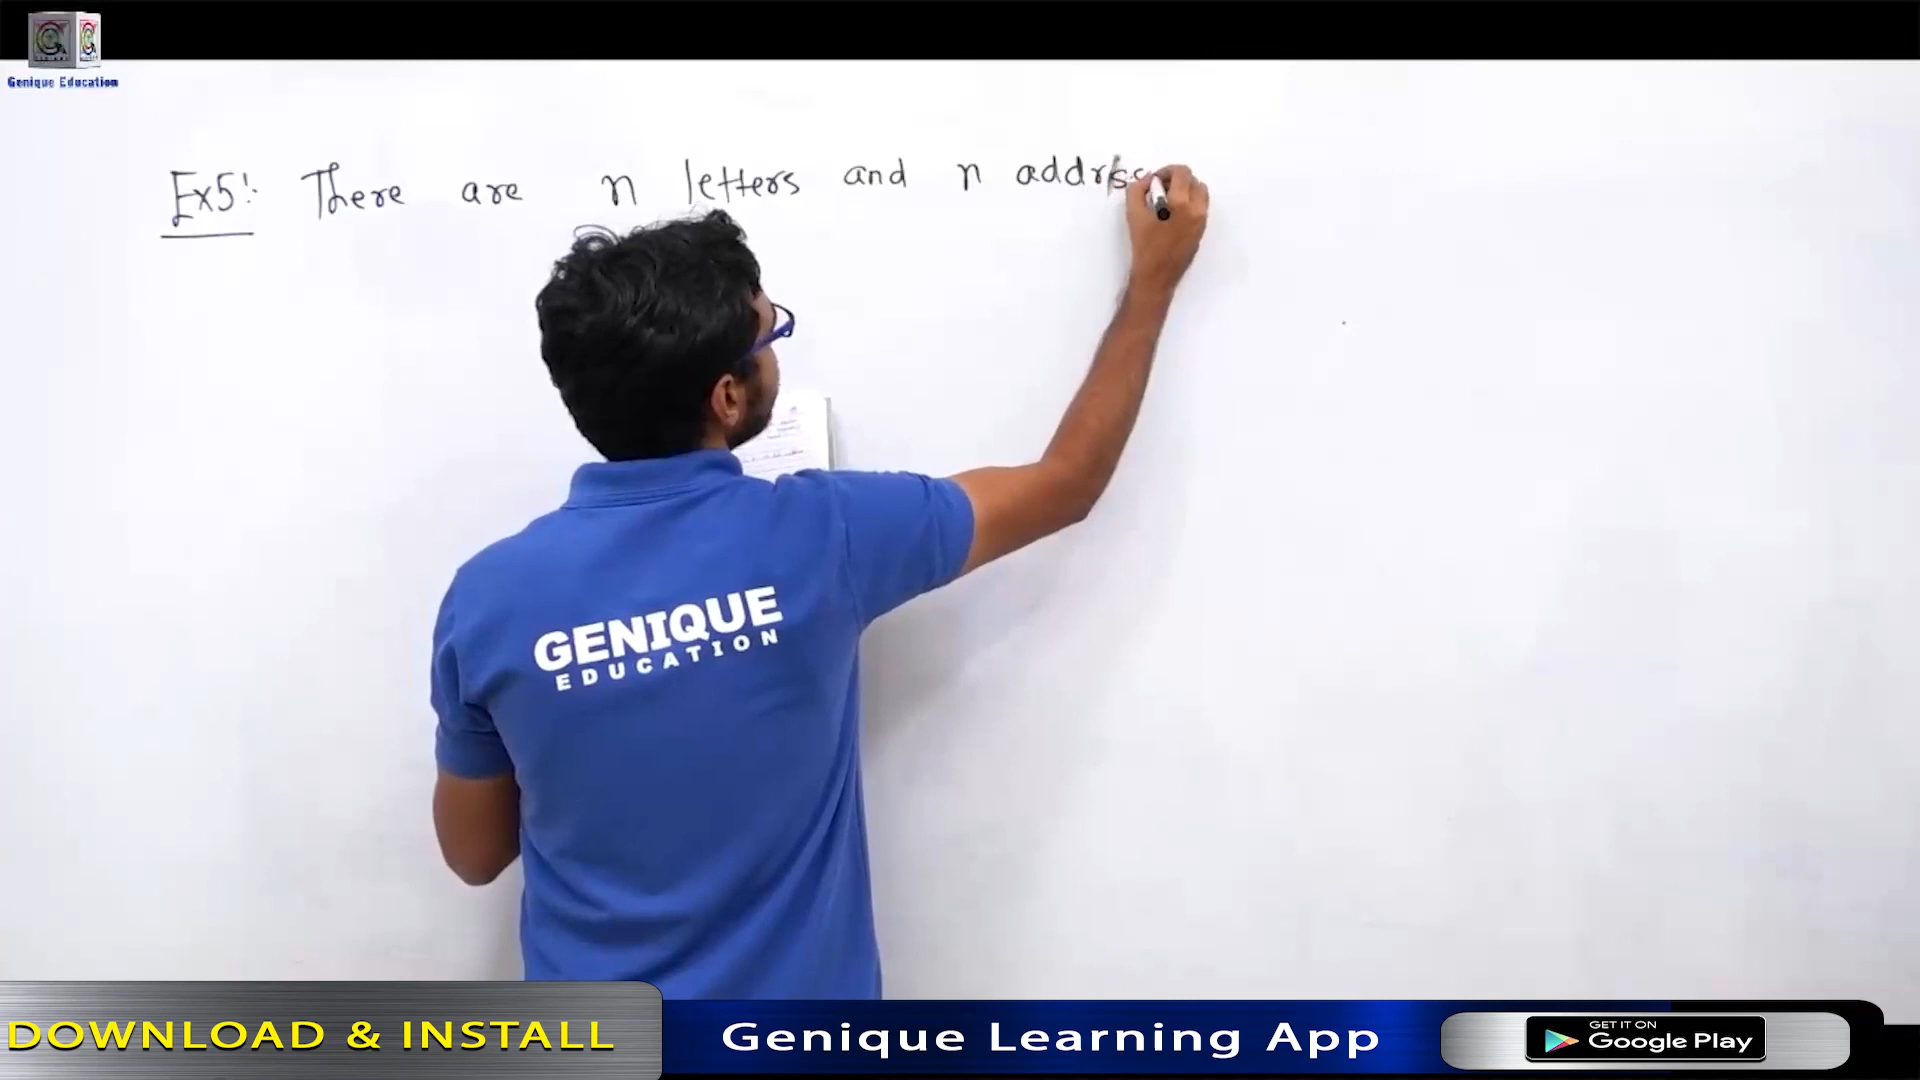 Genique Education
Ex5:- There are n letters and n addrss
GENIQUE
EDUCATION
DOWNLOAD & INSTALL
Genique Learning App
GET IT ON
Google Play